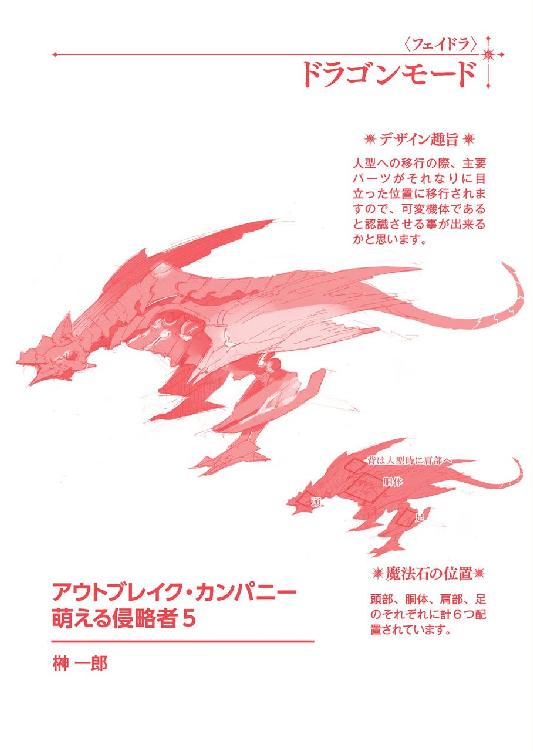 〈フェイドラ〉
ドラゴンモード
デザイン趣旨
人型への移行の際、主要
パーツがそれなりに目
立った位置に移行されま
すので、可変機体である
と認識させる事が出来る
かと思います。
背は人型時に肩部へ
胴体
頭
足
魔法石の位置
頭部、胴体、肩部、足
のそれぞれに計6つ配
置されています。
アウトブレイク・カンパニー
萌える侵略者5
榊 一郎